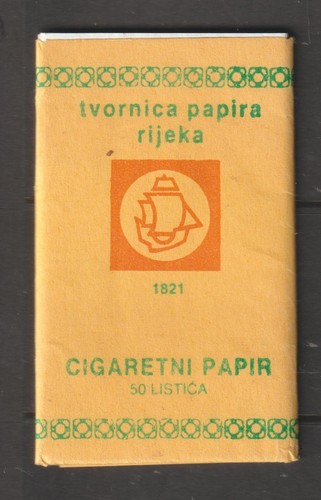 tvornica papira
rijeka
1821
CIGARETNI PAPIR
50 LISTIĆA